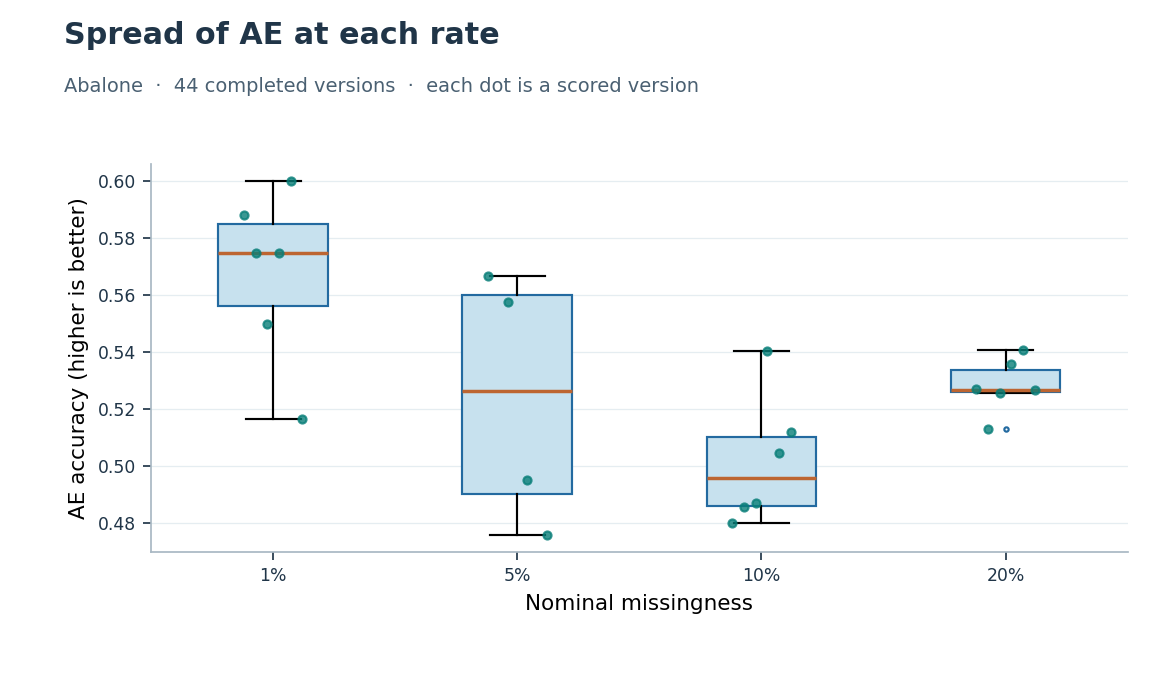 Spread of AE at each rate
Abalone · 44 completed versions · each dot is a scored version
AE accuracy (higher is better)
0.60
0.58
0.56
0.54
0.52
0.50
0.48
1% 5% 10% 20%
Nominal missingness